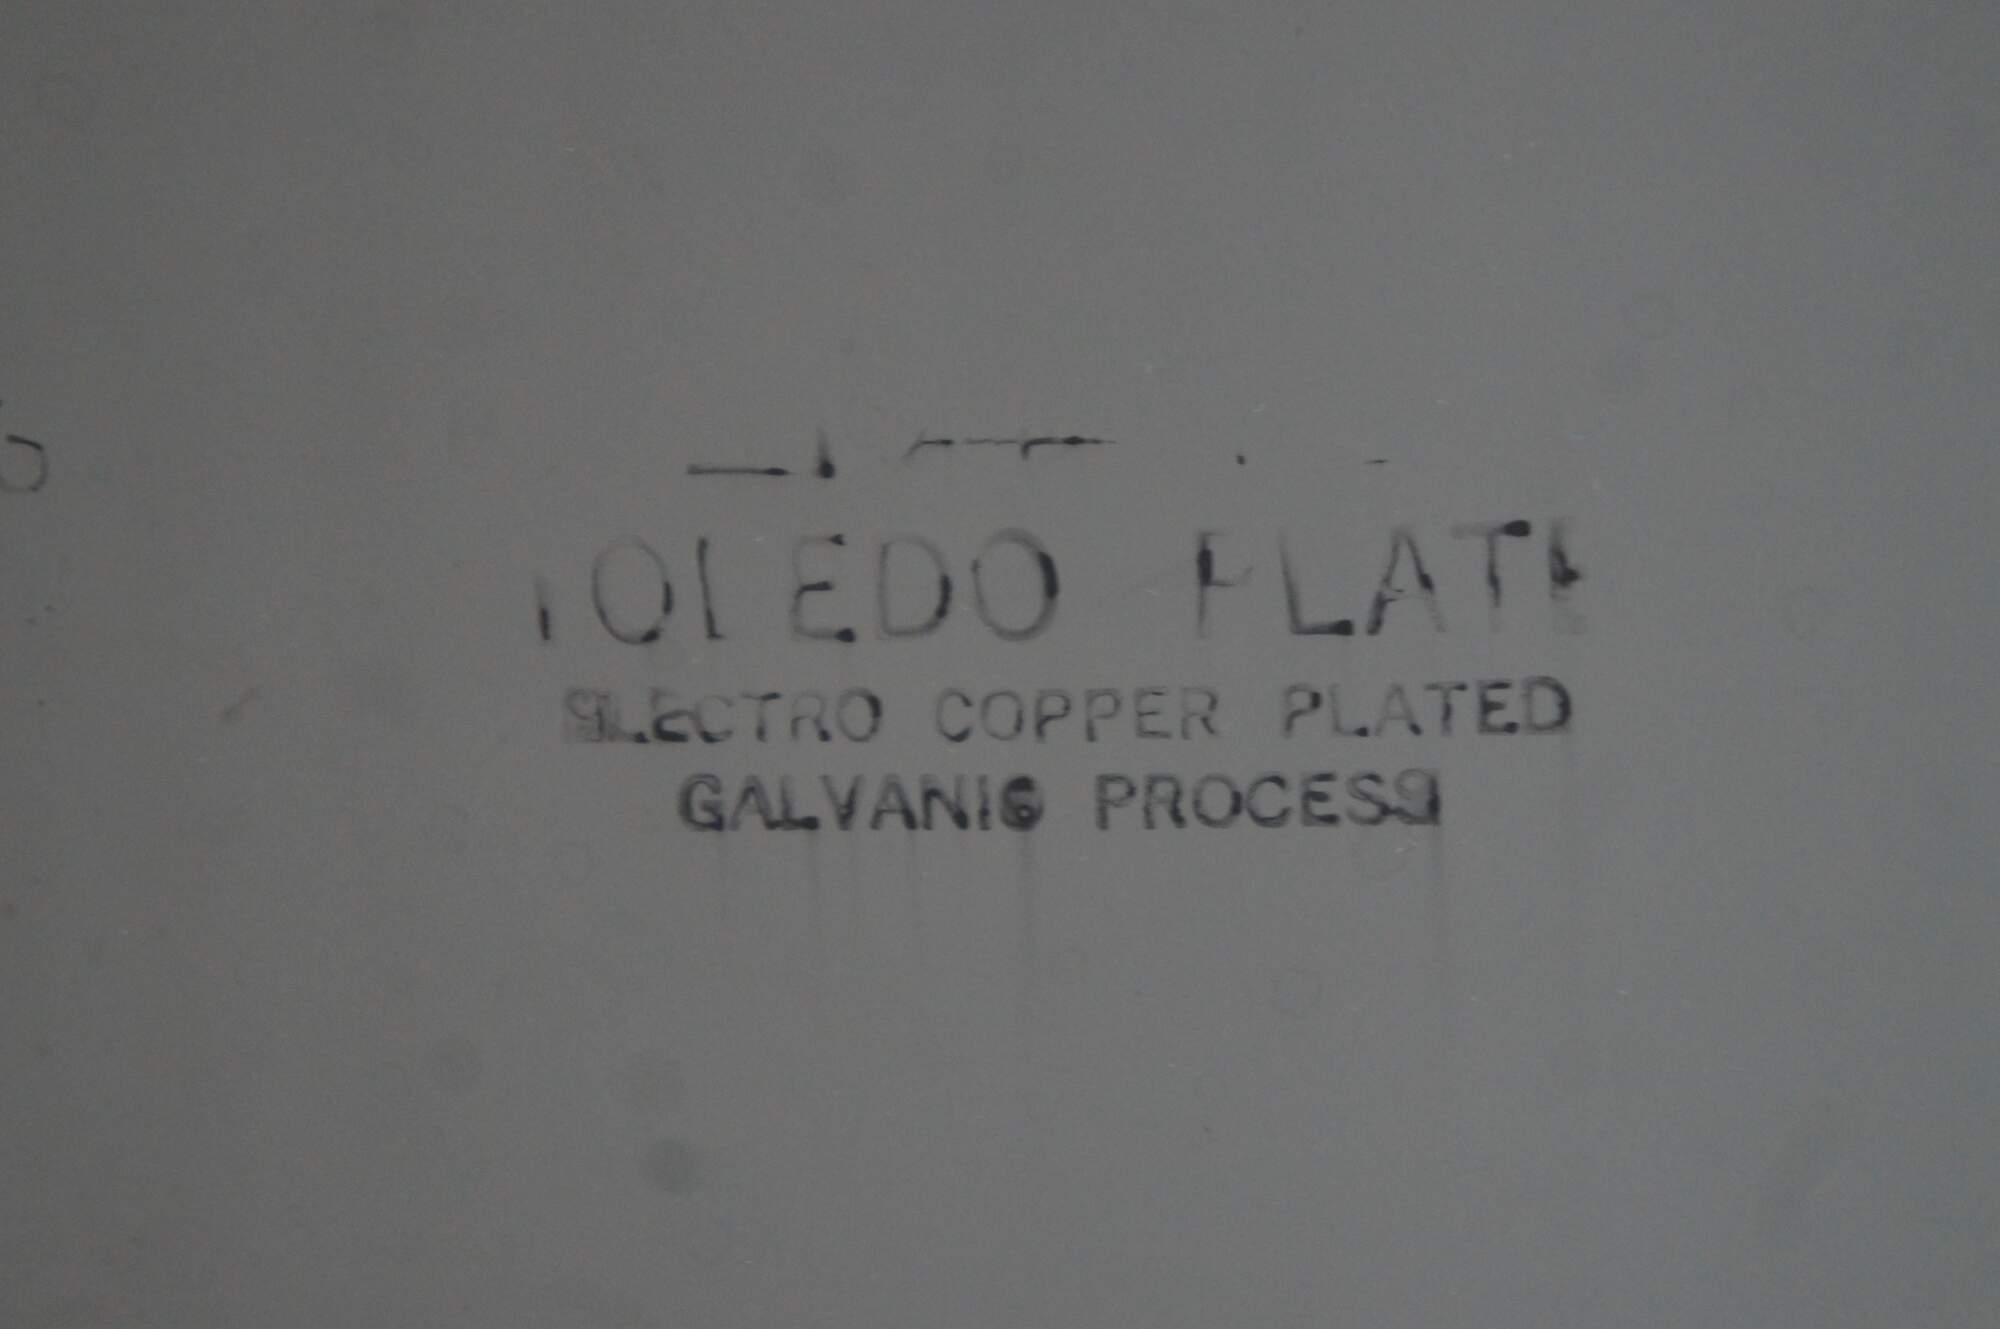 TOLEDO PLATE
ELECTRO COPPER PLATED
GALVANIC PROCESS